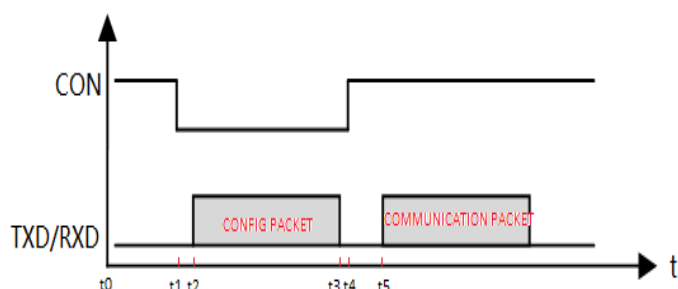 CON
CONFIG PACKET
COMMUNICATION PACKET
TXD/RXD
t
t0
t1 t2
t3 t4
t5